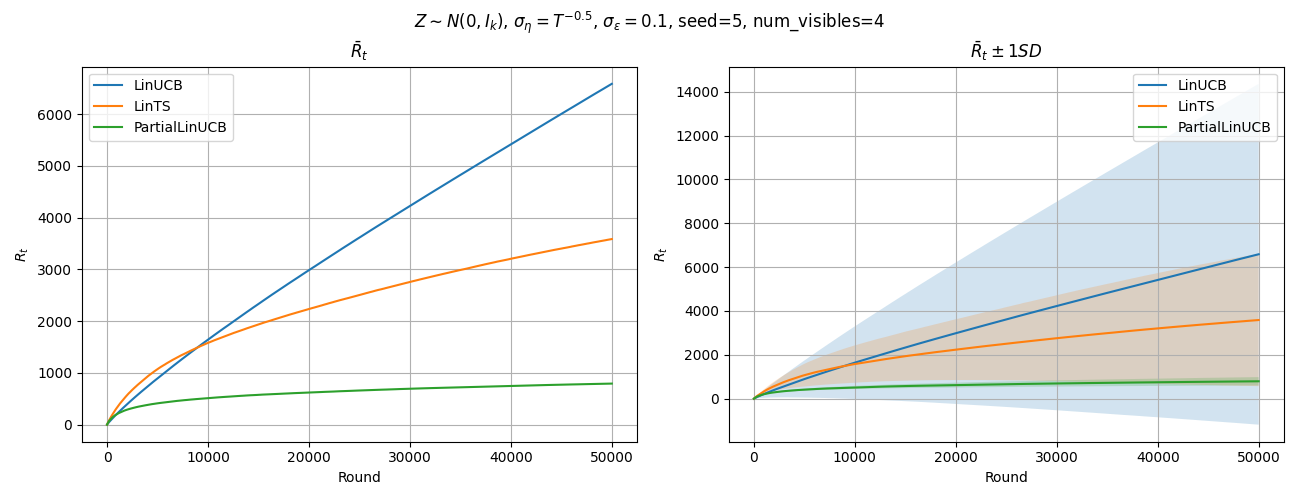 Z ~ N(0, I_k), σ_η = T^{-0.5}, σ_ε = 0.1, seed=5, num_visibles=4
R̄_t
LinUCB
LinTS
PartialLinUCB
R_t
6000
5000
4000
3000
2000
1000
0
0
10000
20000
30000
40000
50000
Round
R̄_t ± 1SD
LinUCB
LinTS
PartialLinUCB
R_t
14000
12000
10000
8000
6000
4000
2000
0
0
10000
20000
30000
40000
50000
Round